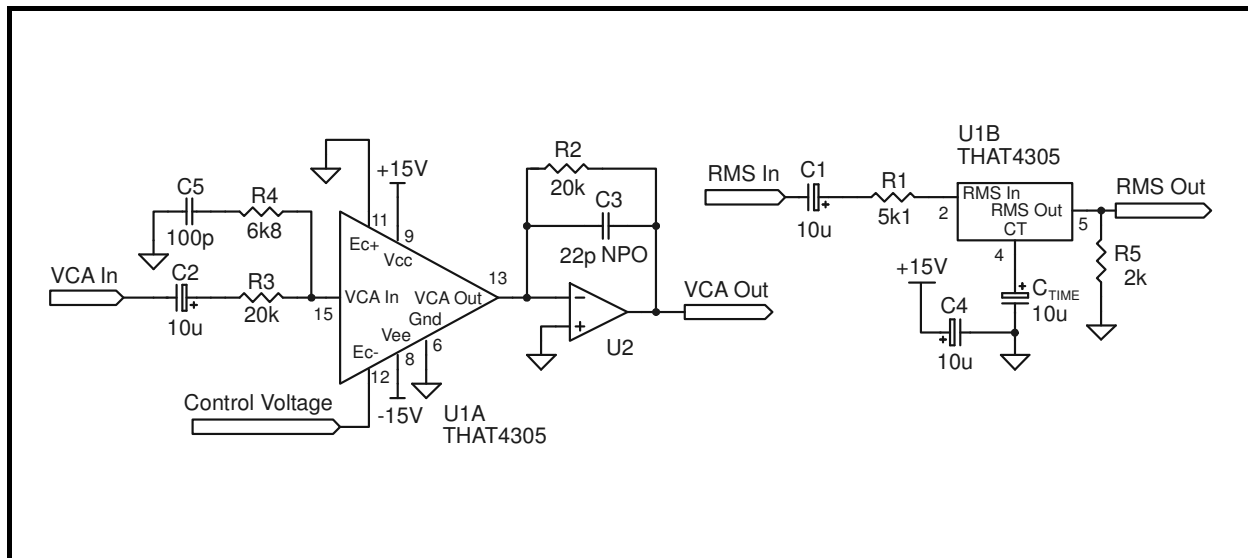 C5
100p
R4
6k8
VCA In
C2
+
10u
R3
20k
+15V
11
Ec+
9
Vcc
VCA In
15
VCA Out
13
Gnd
Vee
6
Ec-
8
12
-15V
Control Voltage
U1A
THAT4305
R2
20k
C3
22p NPO
−
+
U2
VCA Out
RMS In
C1
+
10u
R1
5k1
U1B
THAT4305
RMS In
2
RMS Out
5
CT
4
RMS Out
R5
2k
+15V
C4
+
10u
+
CTIME
10u